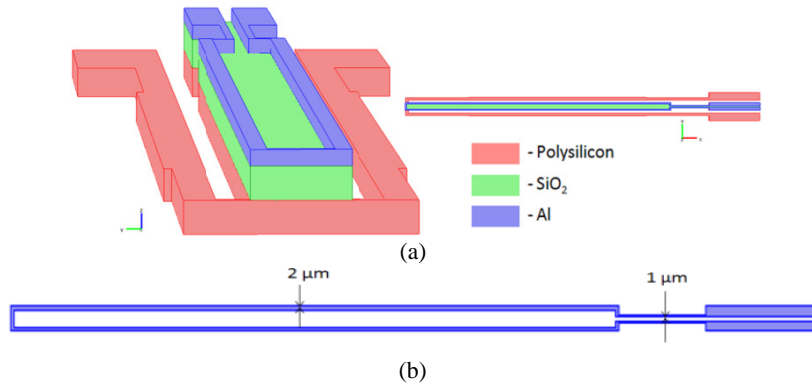 - Polysilicon
- SiO₂
- Al
(a)
2 µm
1 µm
(b)